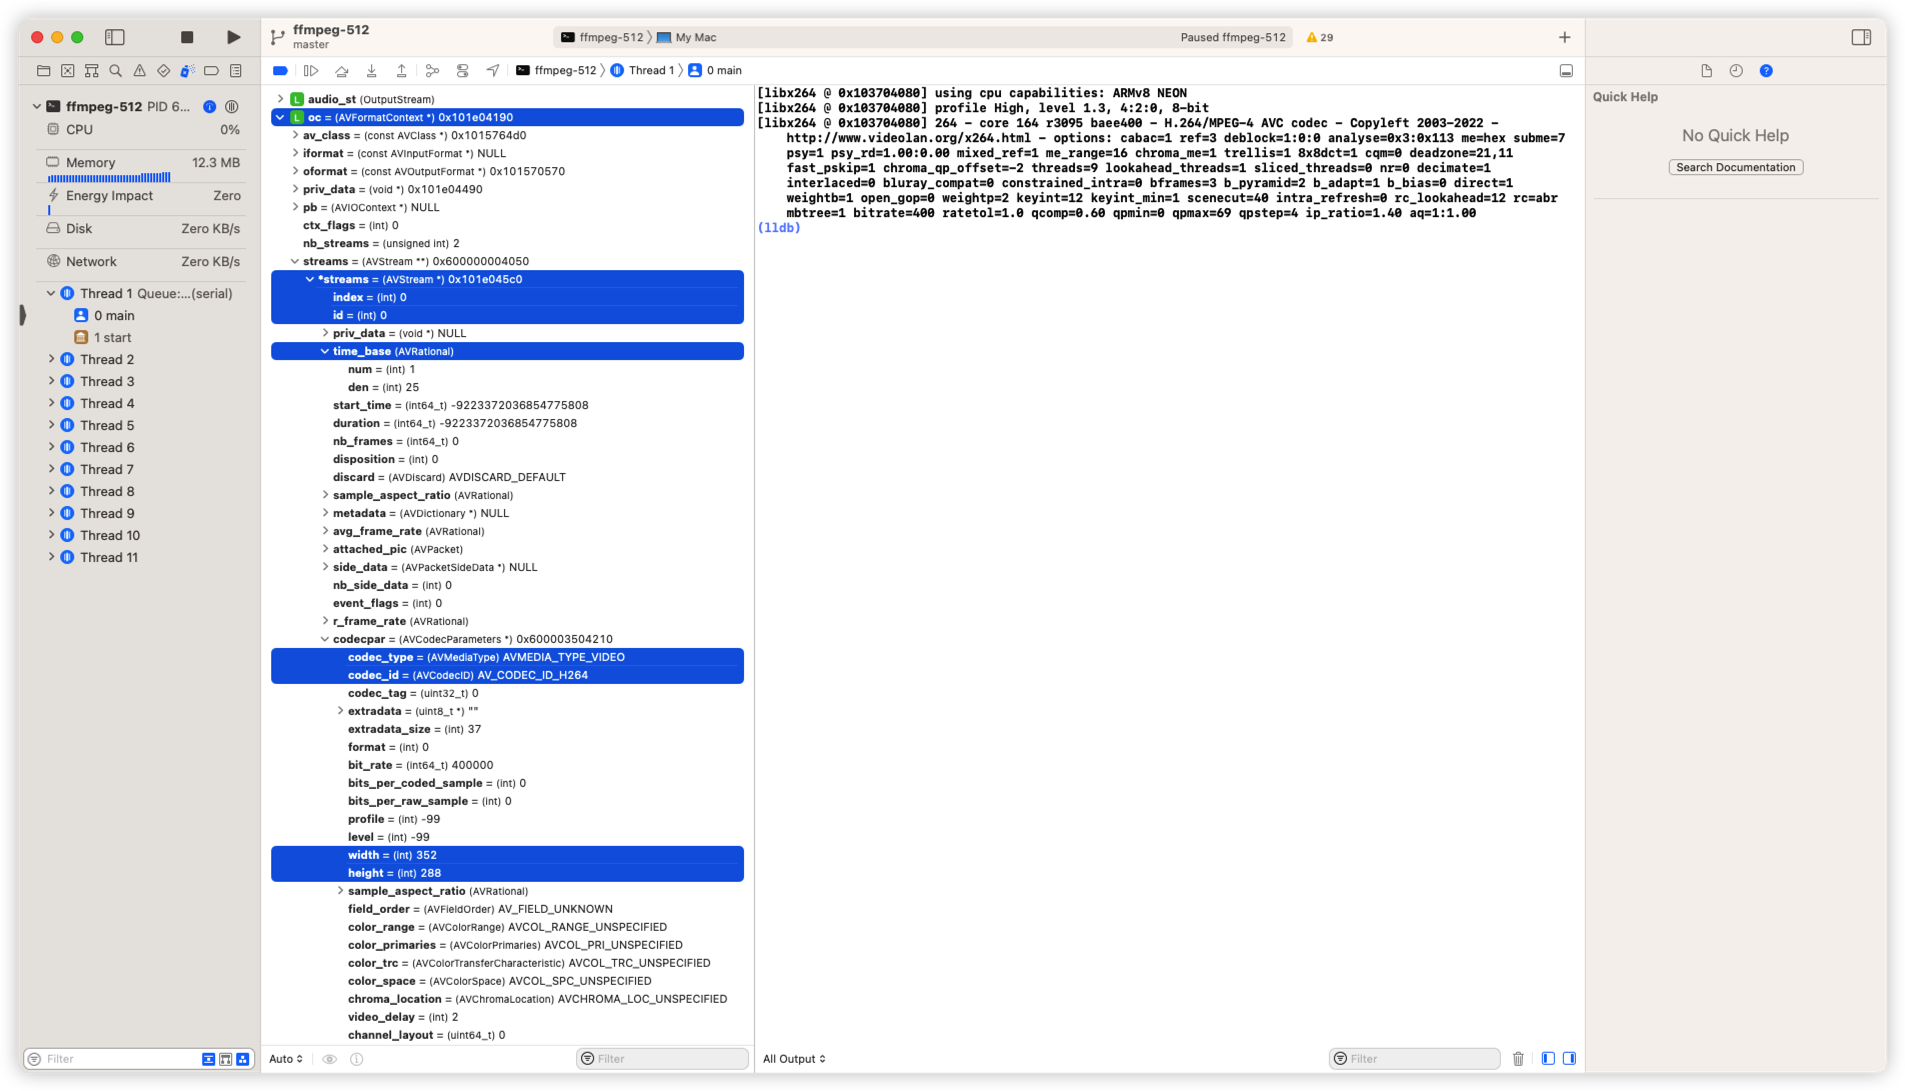 ffmpeg-512
master
ffmpeg-512 My Mac
Paused ffmpeg-512
29
ffmpeg-512 Thread 1 0 main
ffmpeg-512 PID 6...
CPU 0%
Memory 12.3 MB
Energy Impact Zero
Disk Zero KB/s
Network Zero KB/s
Thread 1 Queue:...(serial)
0 main
1 start
Thread 2
Thread 3
Thread 4
Thread 5
Thread 6
Thread 7
Thread 8
Thread 9
Thread 10
Thread 11
Filter
L audio_st (OutputStream)
L oc = (AVFormatContext *) 0x101e04190
av_class = (const AVClass *) 0x1015764d0
iformat = (const AVInputFormat *) NULL
oformat = (const AVOutputFormat *) 0x101570570
priv_data = (void *) 0x101e04490
pb = (AVIOContext *) NULL
ctx_flags = (int) 0
nb_streams = (unsigned int) 2
streams = (AVStream **) 0x600000004050
*streams = (AVStream *) 0x101e045c0
index = (int) 0
id = (int) 0
priv_data = (void *) NULL
time_base (AVRational)
num = (int) 1
den = (int) 25
start_time = (int64_t) -9223372036854775808
duration = (int64_t) -9223372036854775808
nb_frames = (int64_t) 0
disposition = (int) 0
discard = (AVDiscard) AVDISCARD_DEFAULT
sample_aspect_ratio (AVRational)
metadata = (AVDictionary *) NULL
avg_frame_rate (AVRational)
attached_pic (AVPacket)
side_data = (AVPacketSideData *) NULL
nb_side_data = (int) 0
event_flags = (int) 0
r_frame_rate (AVRational)
codecpar = (AVCodecParameters *) 0x600003504210
codec_type = (AVMediaType) AVMEDIA_TYPE_VIDEO
codec_id = (AVCodecID) AV_CODEC_ID_H264
codec_tag = (uint32_t) 0
extradata = (uint8_t *) ""
extradata_size = (int) 37
format = (int) 0
bit_rate = (int64_t) 400000
bits_per_coded_sample = (int) 0
bits_per_raw_sample = (int) 0
profile = (int) -99
level = (int) -99
width = (int) 352
height = (int) 288
sample_aspect_ratio (AVRational)
field_order = (AVFieldOrder) AV_FIELD_UNKNOWN
color_range = (AVColorRange) AVCOL_RANGE_UNSPECIFIED
color_primaries = (AVColorPrimaries) AVCOL_PRI_UNSPECIFIED
color_trc = (AVColorTransferCharacteristic) AVCOL_TRC_UNSPECIFIED
color_space = (AVColorSpace) AVCOL_SPC_UNSPECIFIED
chroma_location = (AVChromaLocation) AVCHROMA_LOC_UNSPECIFIED
video_delay = (int) 2
channel_layout = (uint64_t) 0
Auto
Filter
[libx264 @ 0x103704080] using cpu capabilities: ARMv8 NEON
[libx264 @ 0x103704080] profile High, level 1.3, 4:2:0, 8-bit
[libx264 @ 0x103704080] 264 - core 164 r3095 baee400 - H.264/MPEG-4 AVC codec - Copyleft 2003-2022 -
http://www.videolan.org/x264.html - options: cabac=1 ref=3 deblock=1:0:0 analyse=0x3:0x113 me=hex subme=7
psy=1 psy_rd=1.00:0.00 mixed_ref=1 me_range=16 chroma_me=1 trellis=1 8x8dct=1 cqm=0 deadzone=21,11
fast_pskip=1 chroma_qp_offset=-2 threads=9 lookahead_threads=1 sliced_threads=0 nr=0 decimate=1
interlaced=0 bluray_compat=0 constrained_intra=0 bframes=3 b_pyramid=2 b_adapt=1 b_bias=0 direct=1
weightb=1 open_gop=0 weightp=2 keyint=12 keyint_min=1 scenecut=40 intra_refresh=0 rc_lookahead=12 rc=abr
mbtree=1 bitrate=400 ratetol=1.0 qcomp=0.60 qpmin=0 qpmax=69 qpstep=4 ip_ratio=1.40 aq=1:1.00
(lldb)
All Output
Filter
Quick Help
No Quick Help
Search Documentation